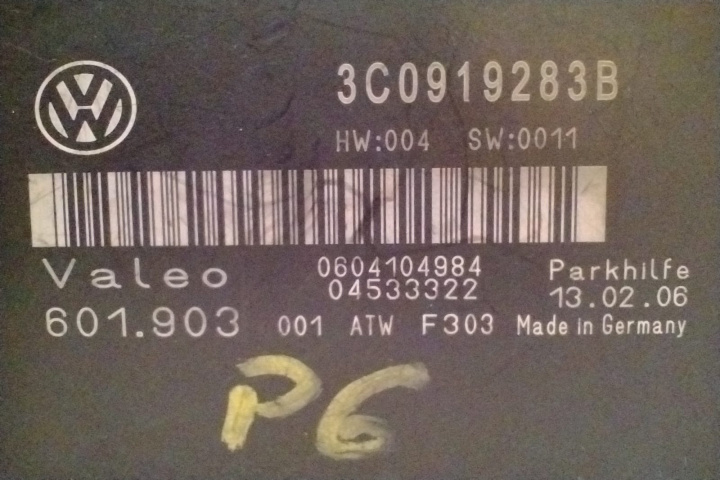 3C0919283B
HW:004 SW:0011
Valeo 0604104984 Parkhilfe
04533322 13.02.06
601.903 001 ATW F303 Made in Germany
P6